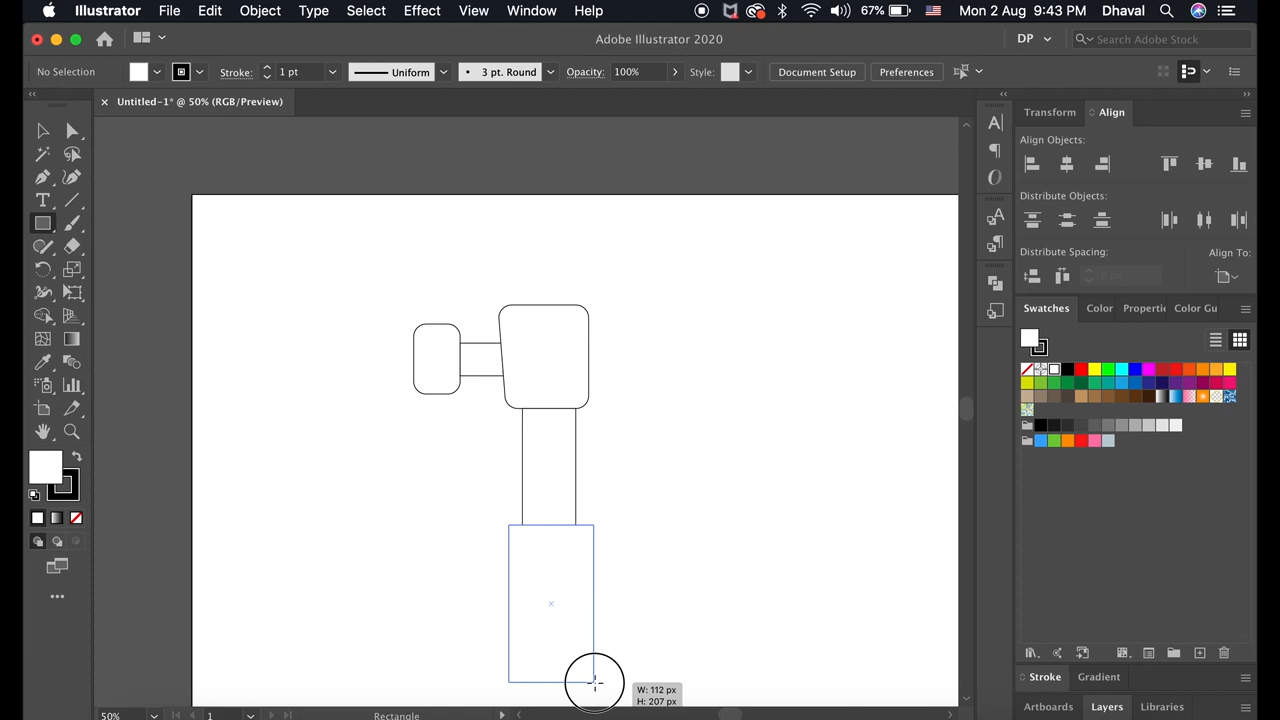 Illustrator File Edit Object Type Select Effect View Window Help 67% Mon 2 Aug 9:43 PM Dhaval
Adobe Illustrator 2020 DP Search Adobe Stock
No Selection Stroke: 1 pt Uniform 3 pt. Round Opacity: 100% Style: Document Setup Preferences
Untitled-1* @ 50% (RGB/Preview)
Transform Align
Align Objects:
Distribute Objects:
Distribute Spacing: Align To:
0 px
Swatches Color Properti Color Gu
Stroke Gradient
W: 112 px
H: 207 px
Artboards Layers Libraries
50% 1 Rectangle